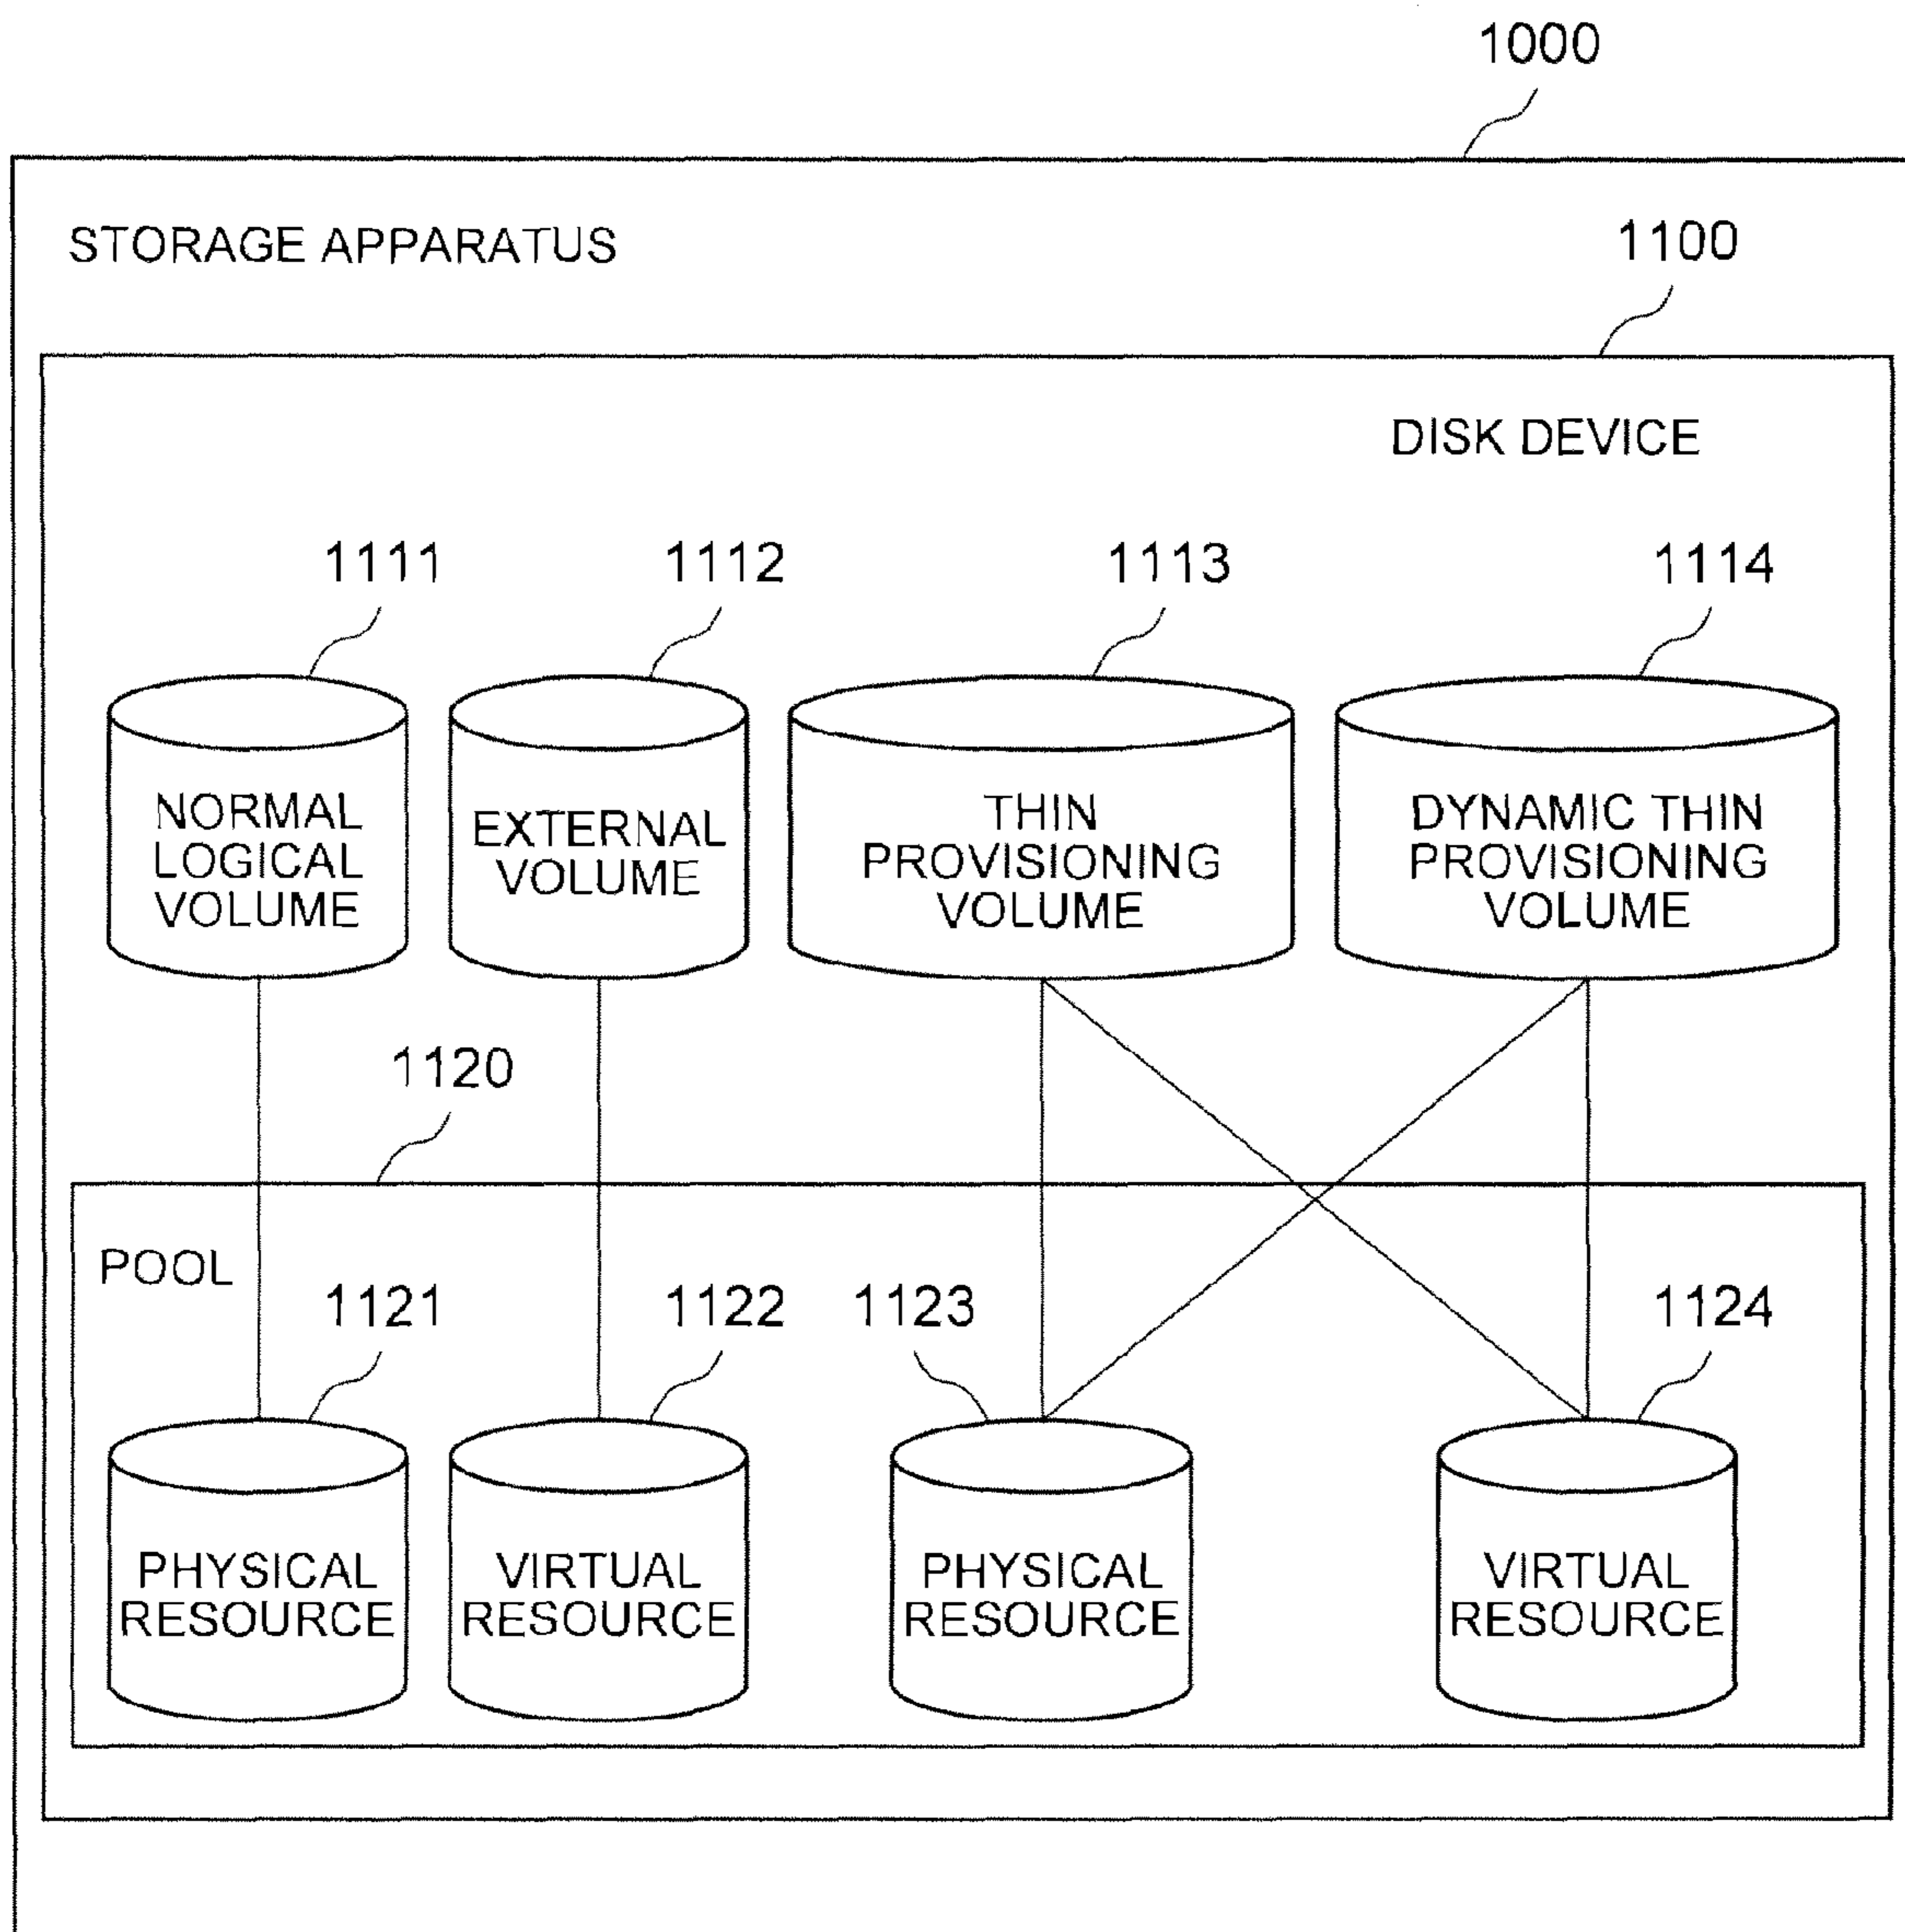 1000
STORAGE APPARATUS
1100
DISK DEVICE
1111
1112
1113
1114
NORMAL
LOGICAL
VOLUME
EXTERNAL
VOLUME
THIN
PROVISIONING
VOLUME
DYNAMIC THIN
PROVISIONING
VOLUME
1120
POOL
1121
1122
1123
1124
PHYSICAL
RESOURCE
VIRTUAL
RESOURCE
PHYSICAL
RESOURCE
VIRTUAL
RESOURCE